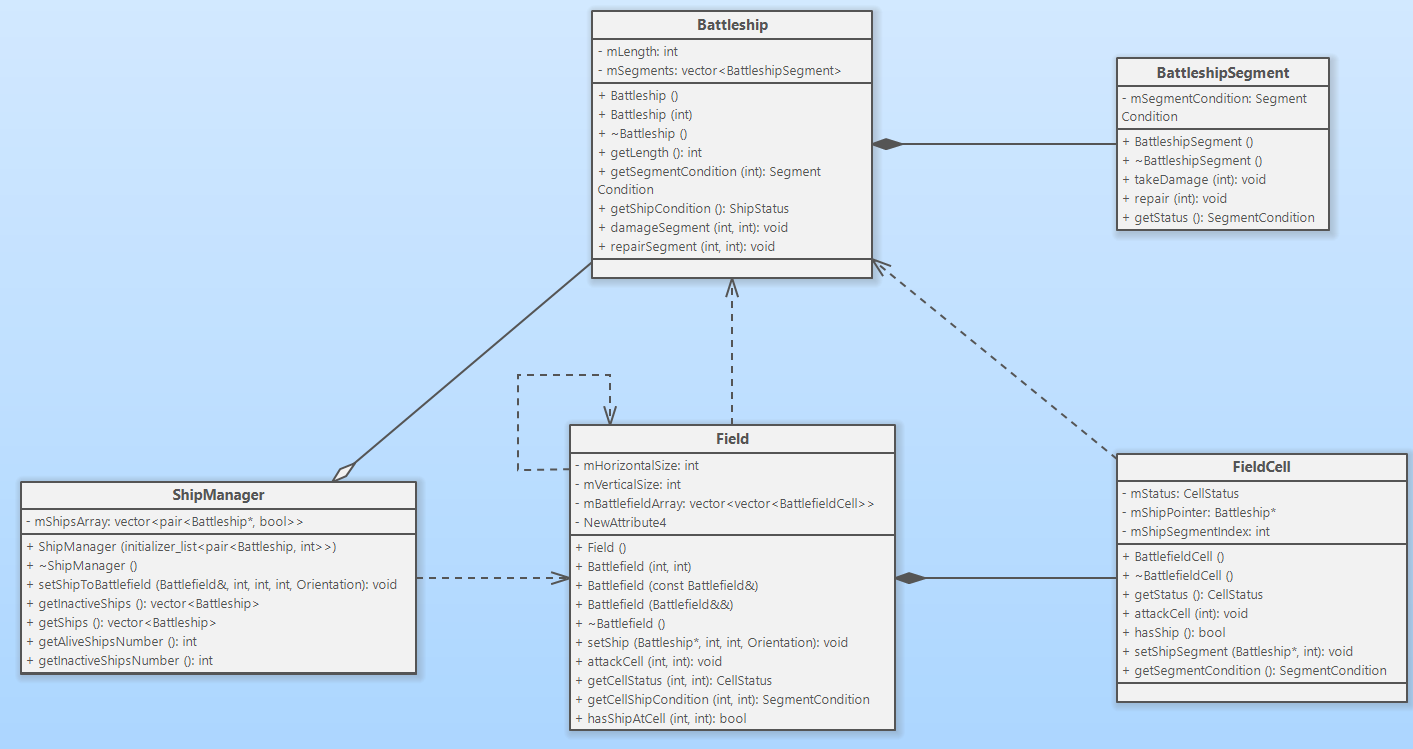 Battleship
- mLength: int
- mSegments: vector<BattleshipSegment>
+ Battleship ()
+ Battleship (int)
+ ~Battleship ()
+ getLength (): int
+ getSegmentCondition (int): Segment
Condition
+ getShipCondition (): ShipStatus
+ damageSegment (int, int): void
+ repairSegment (int, int): void
BattleshipSegment
- mSegmentCondition: Segment
Condition
+ BattleshipSegment ()
+ ~BattleshipSegment ()
+ takeDamage (int): void
+ repair (int): void
+ getStatus (): SegmentCondition
ShipManager
- mShipsArray: vector<pair<Battleship*, bool>>
+ ShipManager (initializer_list<pair<Battleship, int>>)
+ ~ShipManager ()
+ setShipToBattlefield (Battlefield&, int, int, int, Orientation): void
+ getInactiveShips (): vector<Battleship>
+ getShips (): vector<Battleship>
+ getAliveShipsNumber (): int
+ getInactiveShipsNumber (): int
Field
- mHorizontalSize: int
- mVerticalSize: int
- mBattlefieldArray: vector<vector<BattlefieldCell>>
- NewAttribute4
+ Field ()
+ Battlefield (int, int)
+ Battlefield (const Battlefield&)
+ Battlefield (Battlefield&&)
+ ~Battlefield ()
+ setShip (Battleship*, int, int, Orientation): void
+ attackCell (int, int): void
+ getCellStatus (int, int): CellStatus
+ getCellShipCondition (int, int): SegmentCondition
+ hasShipAtCell (int, int): bool
FieldCell
- mStatus: CellStatus
- mShipPointer: Battleship*
- mShipSegmentIndex: int
+ BattlefieldCell ()
+ ~BattlefieldCell ()
+ getStatus (): CellStatus
+ attackCell (int): void
+ hasShip (): bool
+ setShipSegment (Battleship*, int): void
+ getSegmentCondition (): SegmentCondition